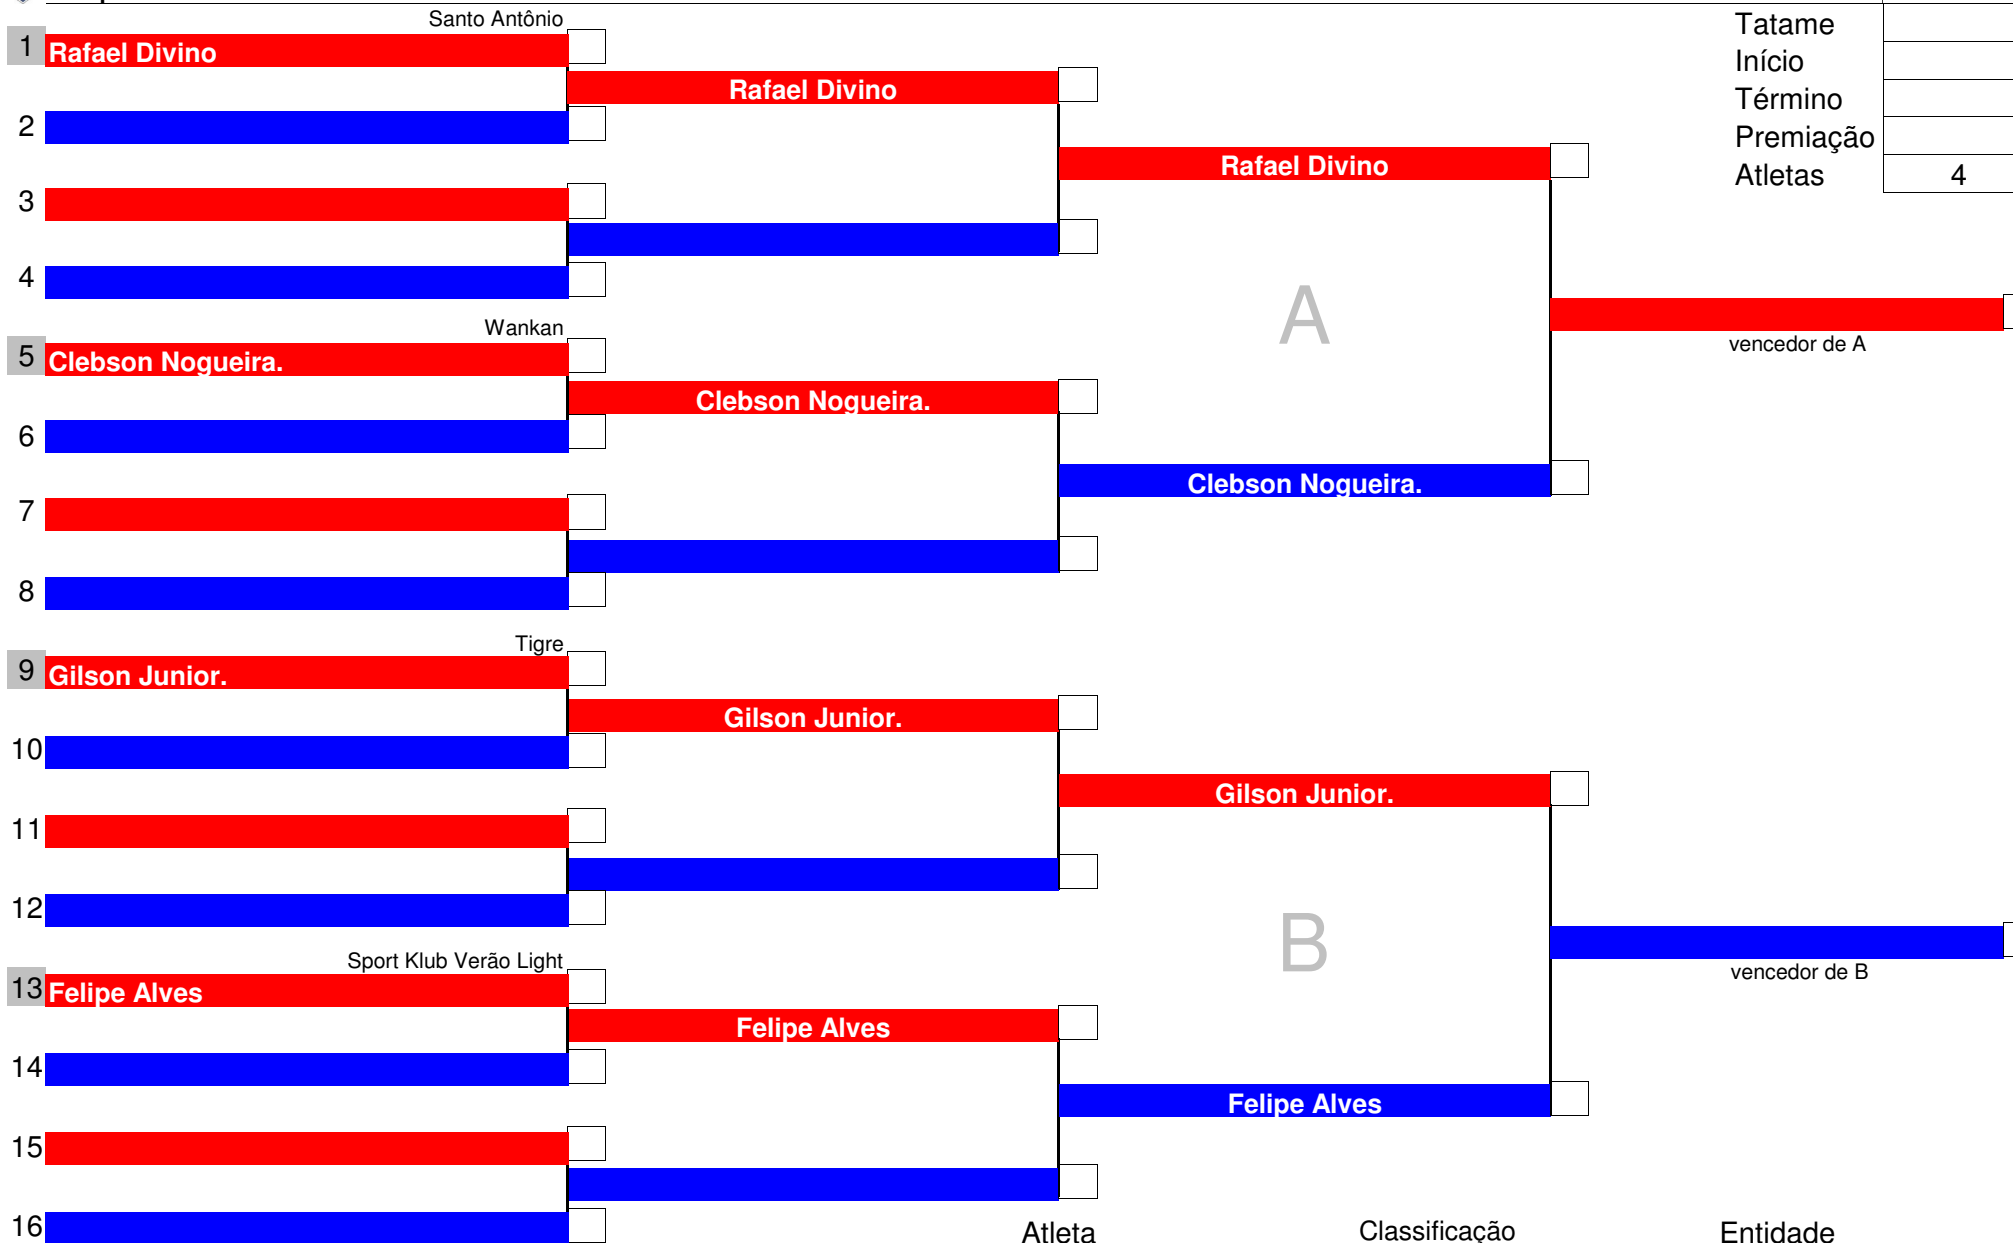 Santo Antônio
Tatame
1 Rafael Divino
Início
Rafael Divino
Término
2
Premiação
Rafael Divino
Atletas 4
3
4
A
Wankan
vencedor de A
5 Clebson Nogueira.
Clebson Nogueira.
6
Clebson Nogueira.
7
8
Tigre
9 Gilson Junior.
Gilson Junior.
10
Gilson Junior.
11
12
B
Sport Klub Verão Light
vencedor de B
13 Felipe Alves
Felipe Alves
14
Felipe Alves
15
16
Atleta Classificação Entidade